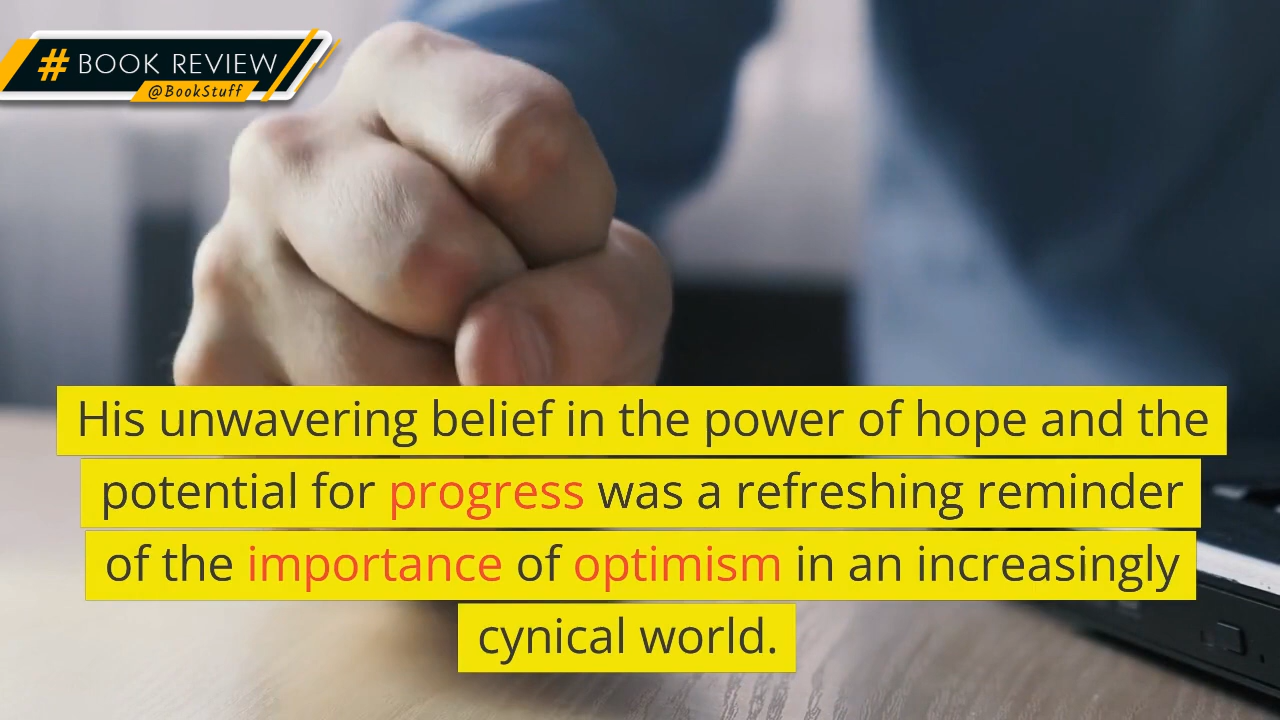 # BOOK REVIEW
@BookStuff
His unwavering belief in the power of hope and the
potential for progress was a refreshing reminder
of the importance of optimism in an increasingly
cynical world.